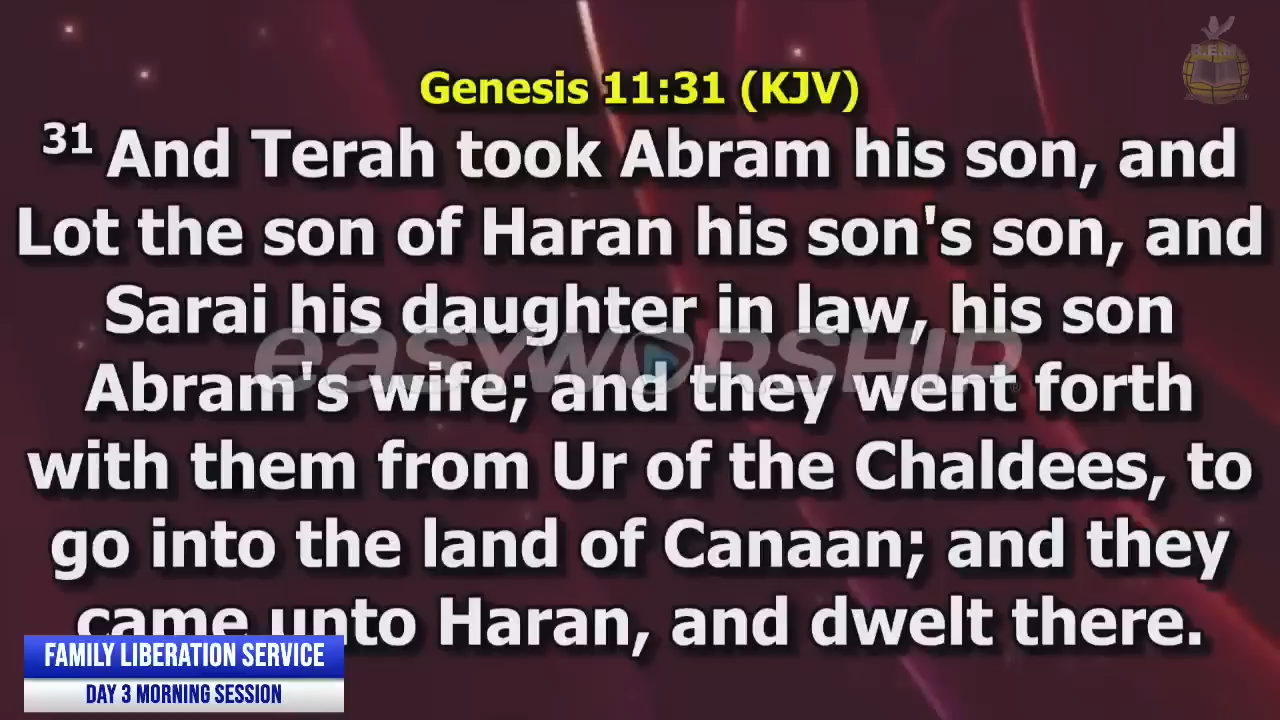 R.E.M
Genesis 11:31 (KJV)
31 And Terah took Abram his son, and
Lot the son of Haran his son's son, and
Sarai his daughter in law, his son
easyworship
Abram's wife; and they went forth
with them from Ur of the Chaldees, to
go into the land of Canaan; and they
came unto Haran, and dwelt there.
FAMILY LIBERATION SERVICE
DAY 3 MORNING SESSION